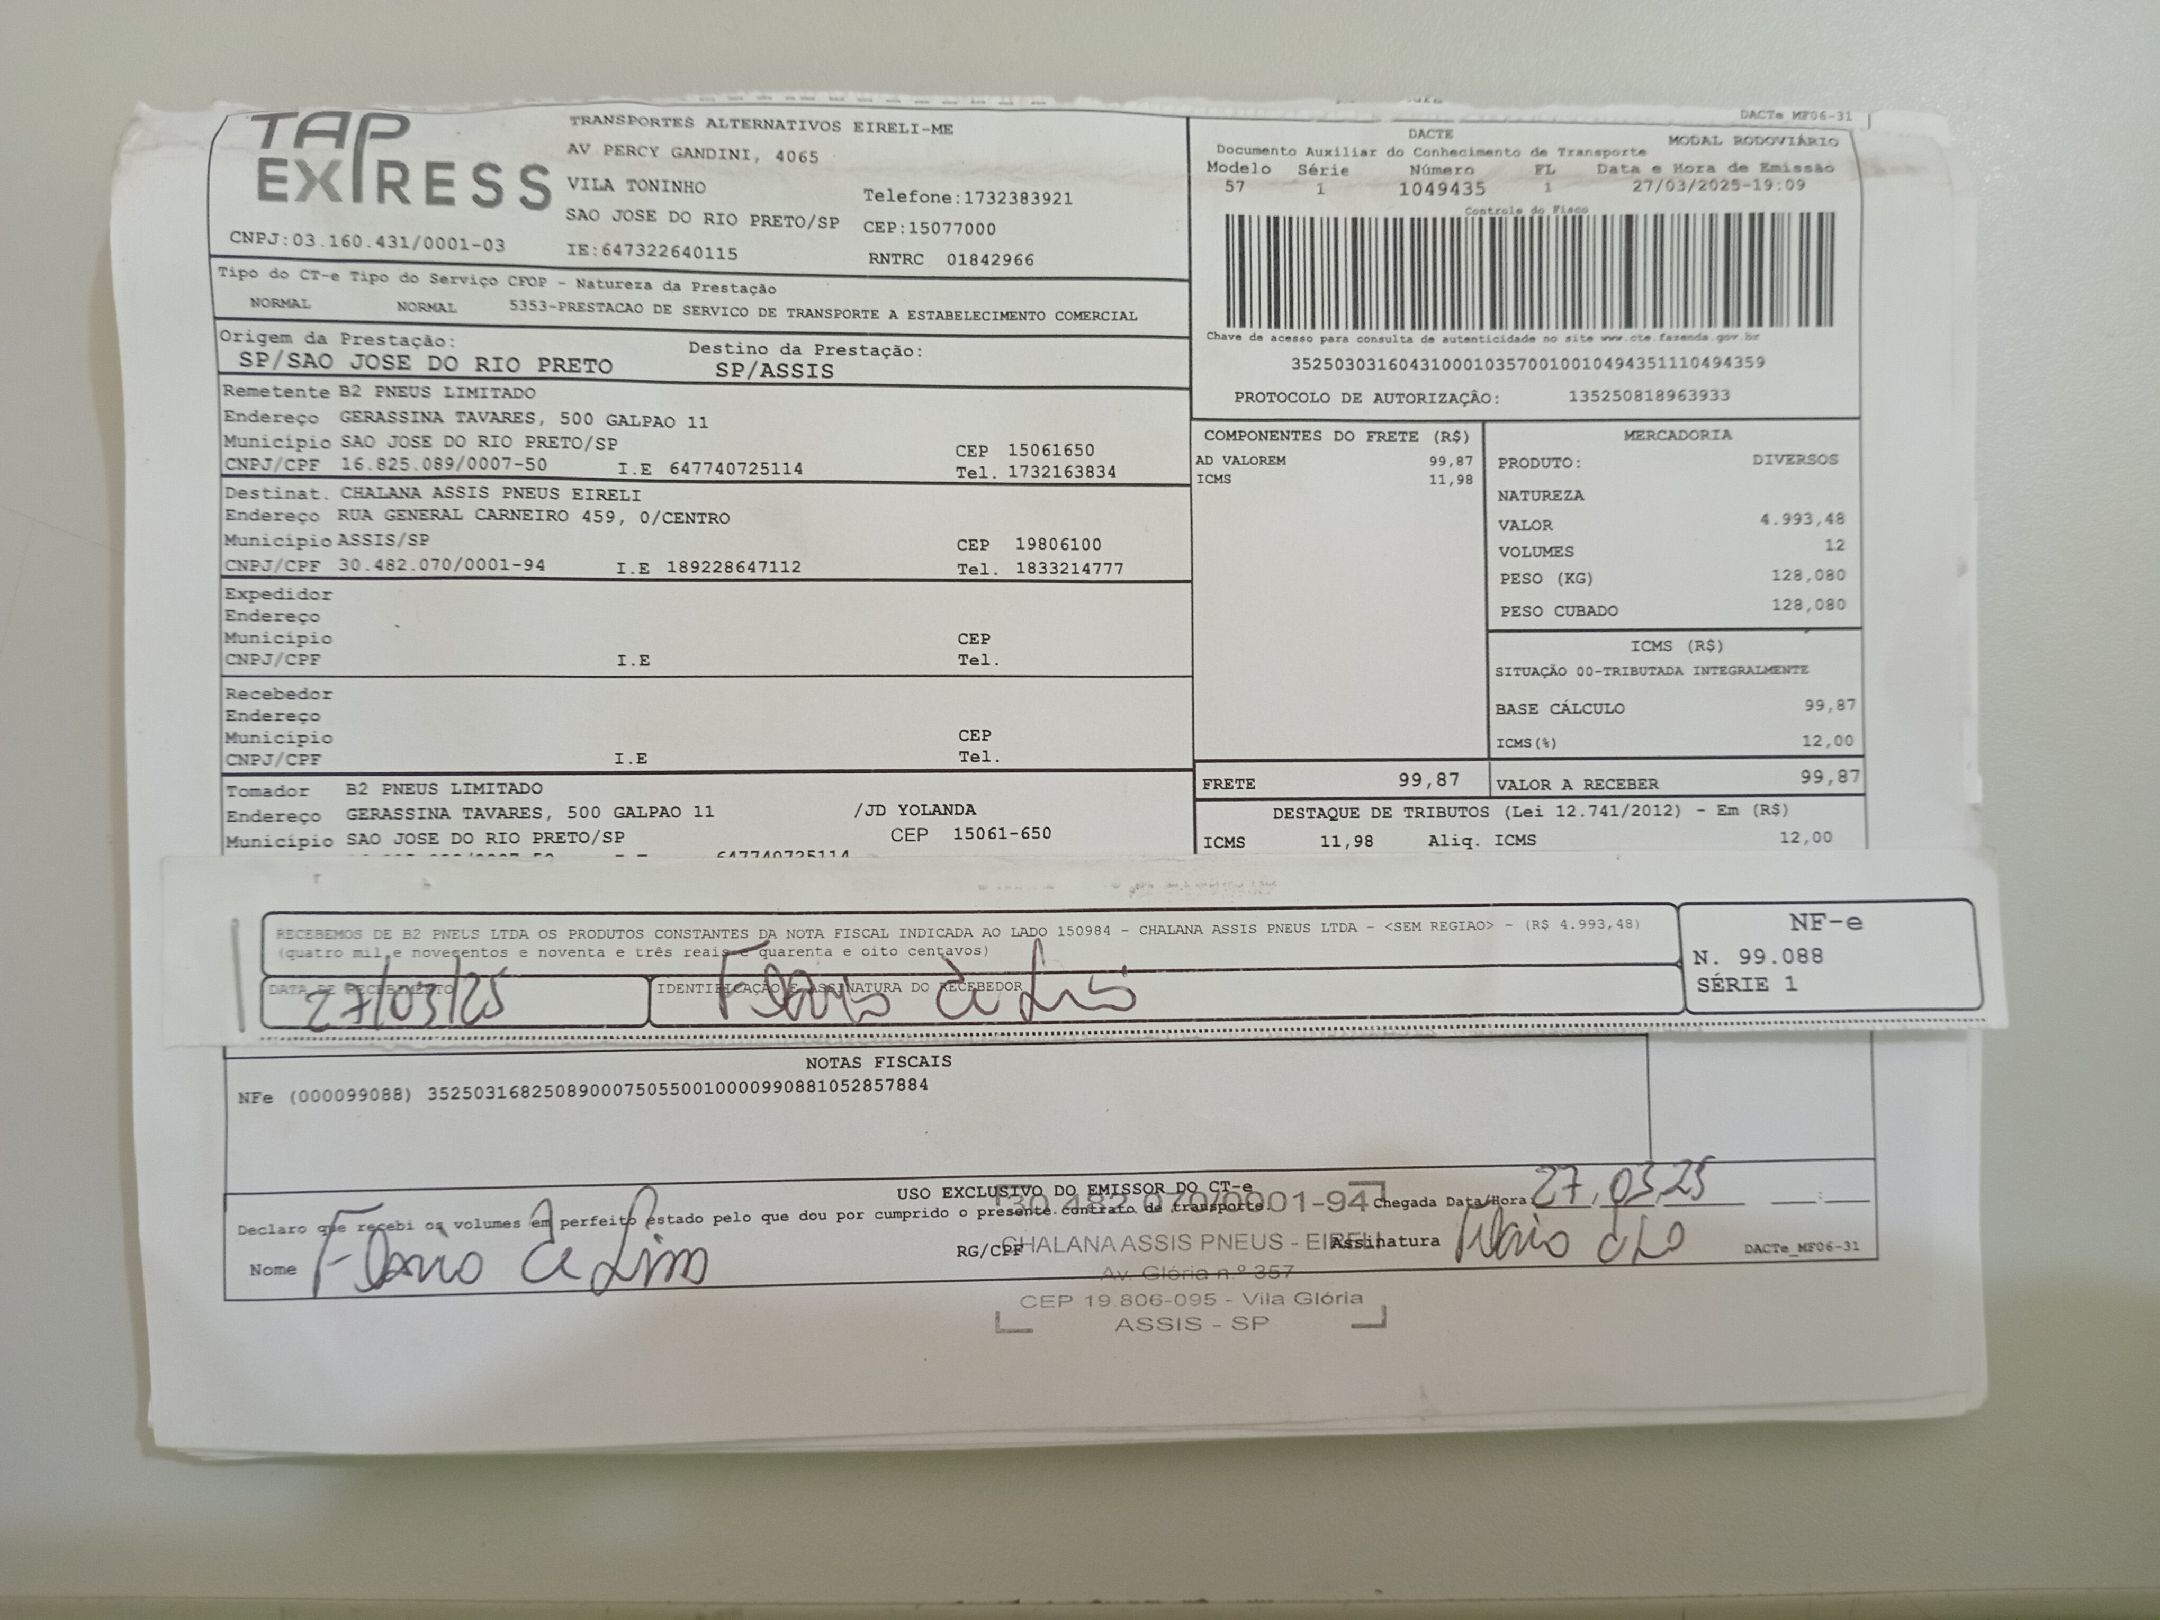 DACTe MF06-31
TAP EXPRESS
TRANSPORTES ALTERNATIVOS EIRELI-ME
AV PERCY GANDINI, 4065
VILA TONINHO
Telefone:1732383921
SAO JOSE DO RIO PRETO/SP CEP:15077000
CNPJ:03.160.431/0001-03 IE:647322640115 RNTRC 01842966
DACTE MODAL RODOVIÁRIO
Documento Auxiliar do Conhecimento de Transporte
Modelo Série Número FL Data e Hora de Emissão
57 1 1049435 1 27/03/2025-19:09
Controle do Fisco
Chave de acesso para consulta de autenticidade no site www.cte.fazenda.gov.br
35250303160431000103570010010494351110494359
PROTOCOLO DE AUTORIZAÇÃO: 135250818963933
Tipo do CT-e Tipo do Serviço CFOP - Natureza da Prestação
NORMAL NORMAL 5353-PRESTACAO DE SERVICO DE TRANSPORTE A ESTABELECIMENTO COMERCIAL
Origem da Prestação: Destino da Prestação:
SP/SAO JOSE DO RIO PRETO SP/ASSIS
Remetente B2 PNEUS LIMITADO
Endereço GERASSINA TAVARES, 500 GALPAO 11
Município SAO JOSE DO RIO PRETO/SP CEP 15061650
CNPJ/CPF 16.825.089/0007-50 I.E 647740725114 Tel. 1732163834
Destinat. CHALANA ASSIS PNEUS EIRELI
Endereço RUA GENERAL CARNEIRO 459, 0/CENTRO
Município ASSIS/SP CEP 19806100
CNPJ/CPF 30.482.070/0001-94 I.E 189228647112 Tel. 1833214777
Expedidor
Endereço
Município CEP
CNPJ/CPF I.E Tel.
Recebedor
Endereço
Município CEP
CNPJ/CPF I.E Tel.
Tomador B2 PNEUS LIMITADO
Endereço GERASSINA TAVARES, 500 GALPAO 11 /JD YOLANDA
Município SAO JOSE DO RIO PRETO/SP CEP 15061-650
647740725114
COMPONENTES DO FRETE (R$)
AD VALOREM 99,87
ICMS 11,98
MERCADORIA
PRODUTO: DIVERSOS
NATUREZA
VALOR 4.993,48
VOLUMES 12
PESO (KG) 128,080
PESO CUBADO 128,080
ICMS (R$)
SITUAÇÃO 00-TRIBUTADA INTEGRALMENTE
BASE CÁLCULO 99,87
ICMS(%) 12,00
FRETE 99,87 VALOR A RECEBER 99,87
DESTAQUE DE TRIBUTOS (Lei 12.741/2012) - Em (R$)
ICMS 11,98 Aliq. ICMS 12,00
RECEBEMOS DE B2 PNEUS LTDA OS PRODUTOS CONSTANTES DA NOTA FISCAL INDICADA AO LADO 150984 - CHALANA ASSIS PNEUS LTDA - <SEM REGIAO> - (R$ 4.993,48)
(quatro mil,e novecentos e noventa e três reais e quarenta e oito centavos)
DATA DE RECEBIMENTO IDENTIFICAÇÃO E ASSINATURA DO RECEBEDOR
27/03/25
NF-e
N. 99.088
SÉRIE 1
NOTAS FISCAIS
NFe (000099088) 35250316825089000750550010000990881052857884
USO EXCLUSIVO DO EMISSOR DO CT-e
Declaro que recebi os volumes em perfeito estado pelo que dou por cumprido o presente contrato de transporte.
Chegada Data/Hora 27.03.25 :
Nome Flavio RG/CPF Assinatura DACTe_MF06-31
30.482.070/0001-94
CHALANA ASSIS PNEUS - EIRELI
Av. Glória n.º 357
CEP 19.806-095 - Vila Glória
ASSIS - SP